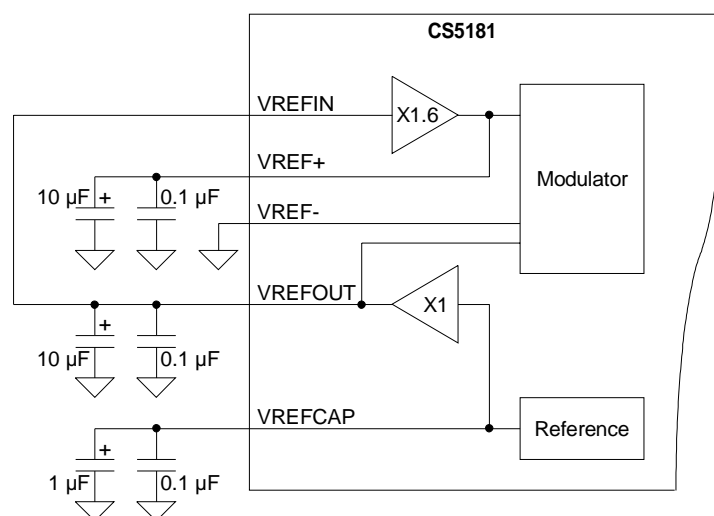 CS5181
VREFIN
X1.6
VREF+
10 µF
+
0.1 µF
Modulator
VREF-
VREFOUT
X1
+
10 µF
0.1 µF
VREFCAP
Reference
+
1 µF
0.1 µF